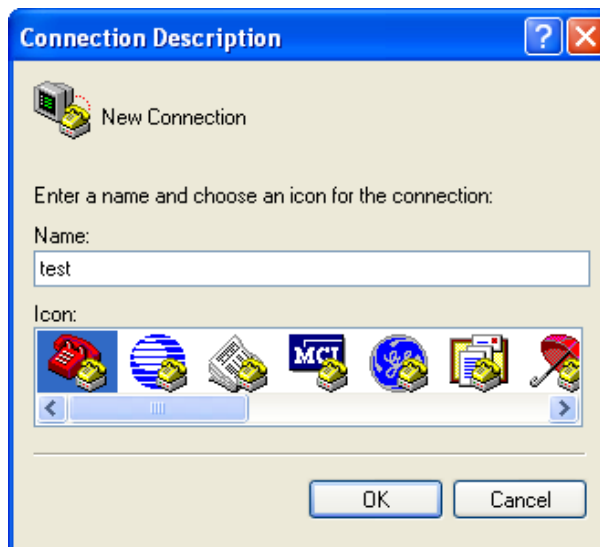 Connection Description
New Connection
Enter a name and choose an icon for the connection:
Name:
test
Icon:
MCI
OK
Cancel